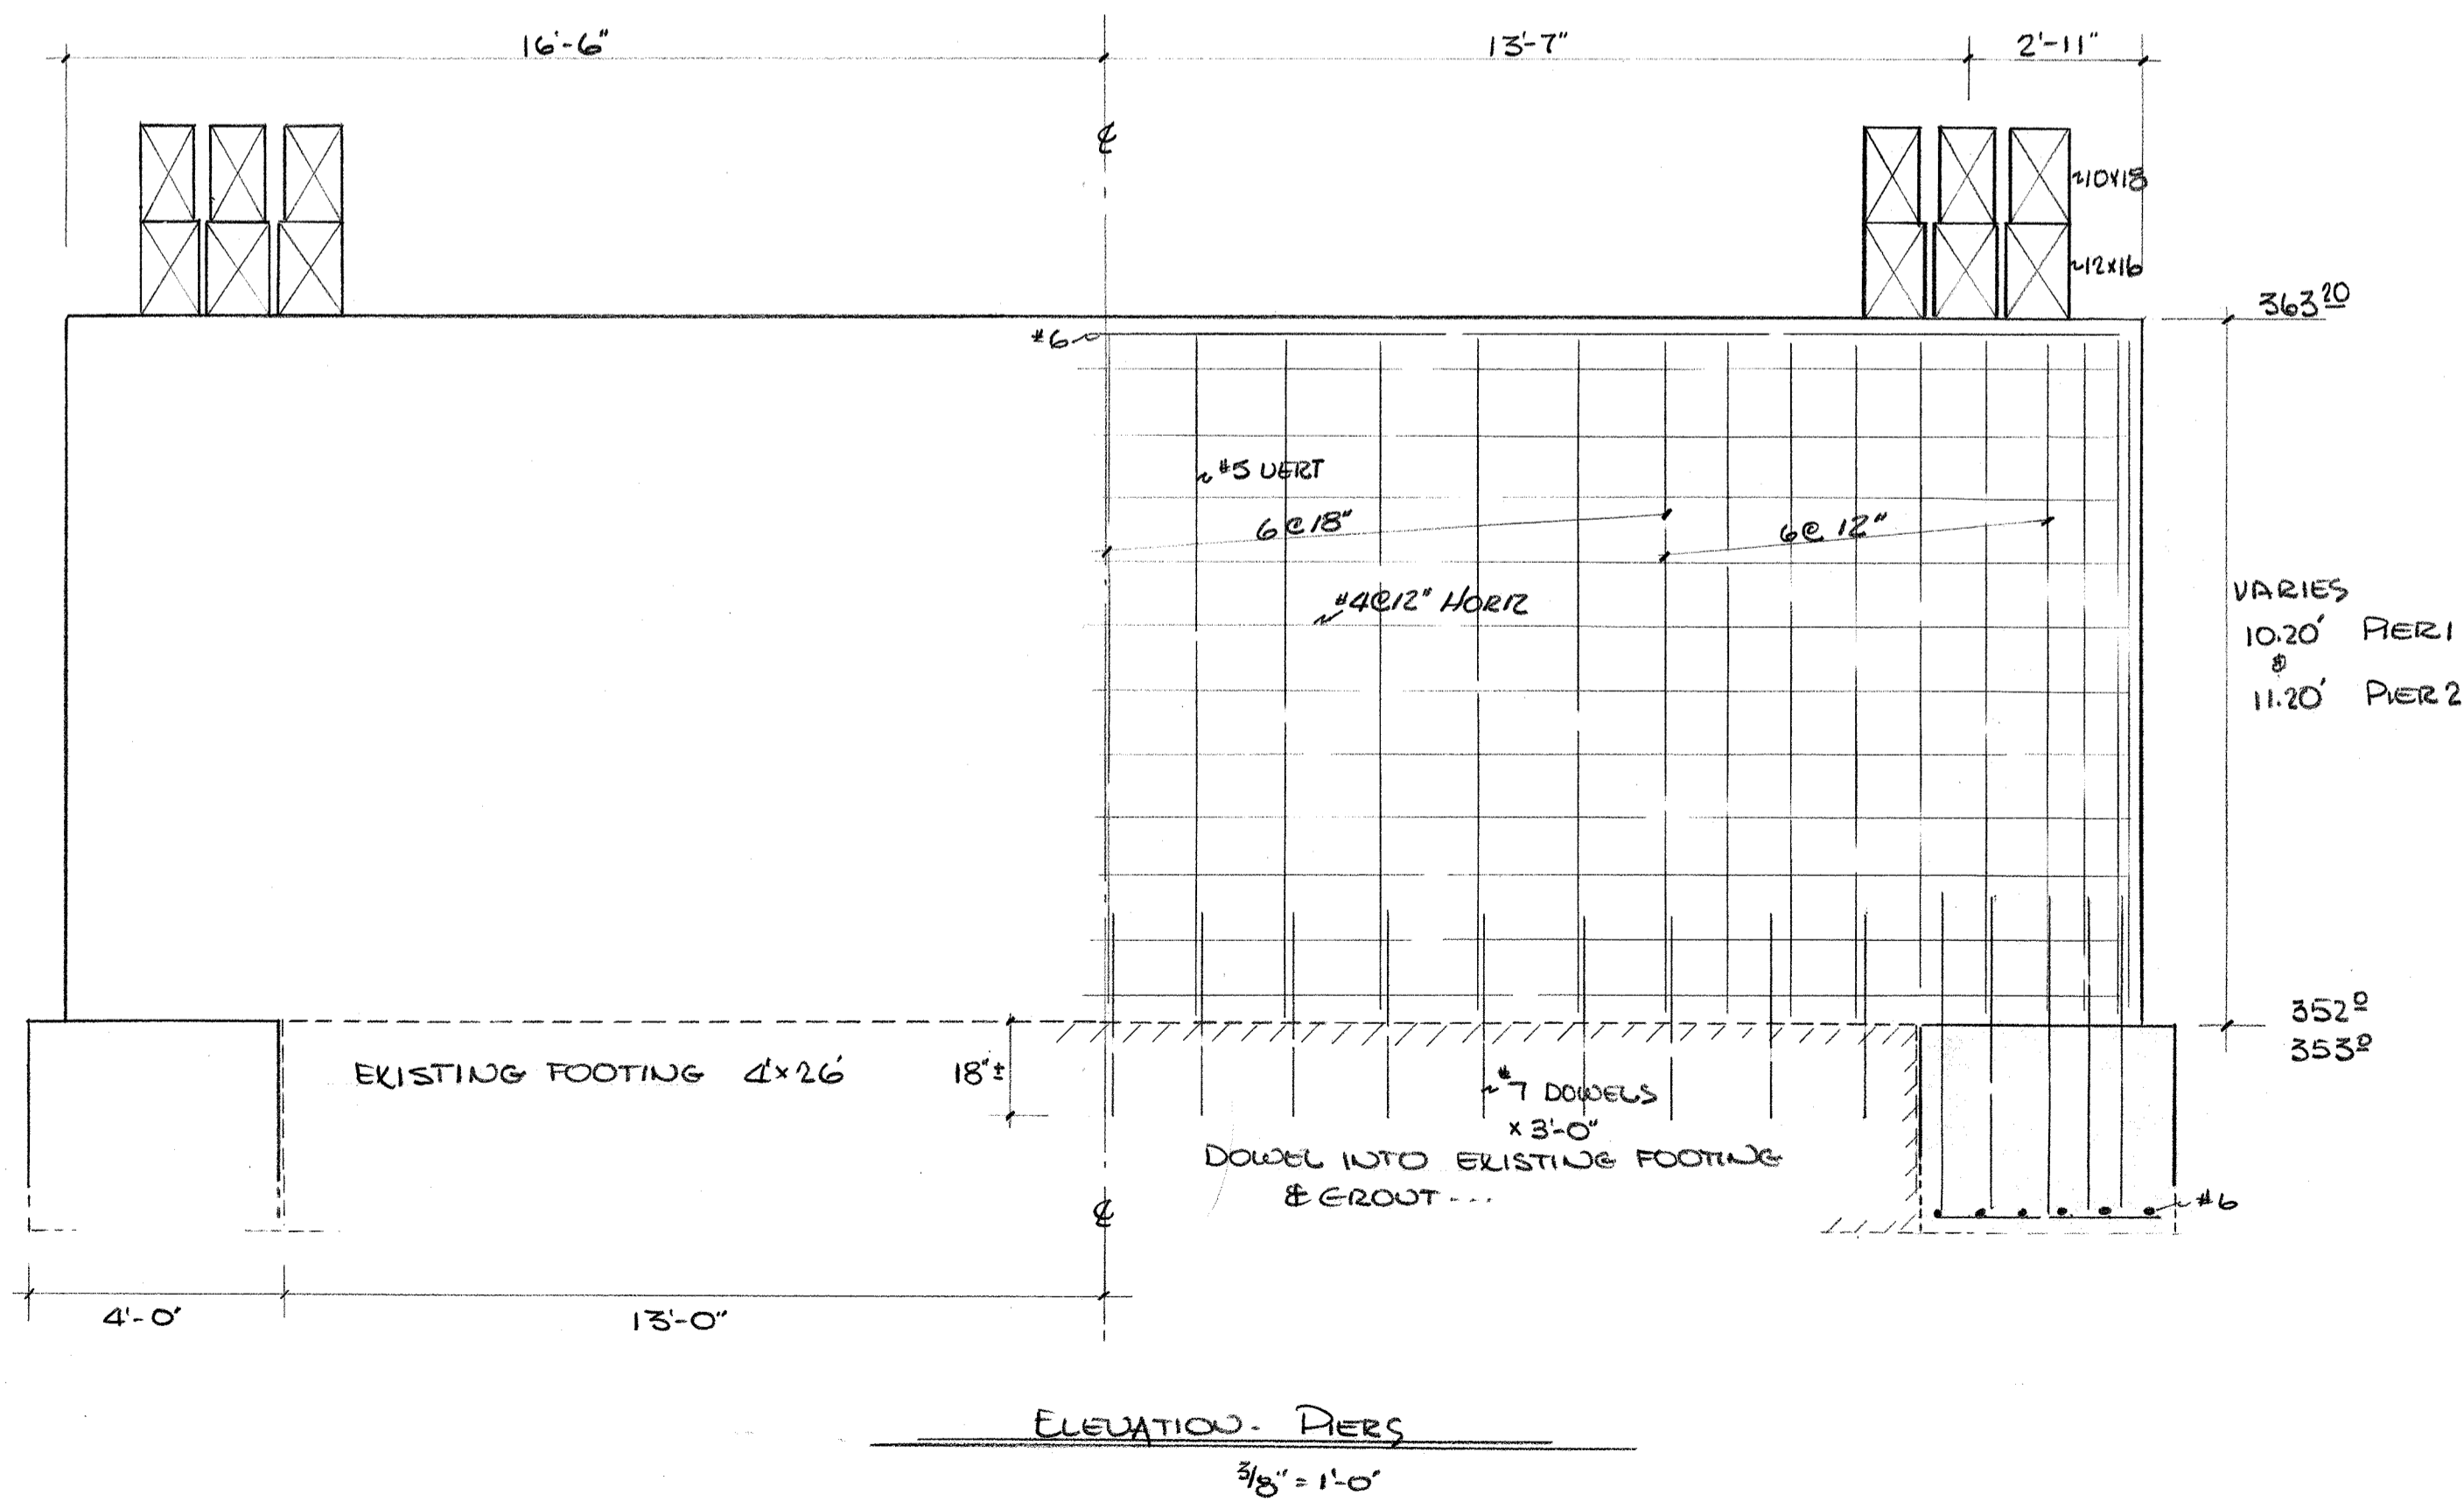 16'-6"
13'-7"
2'-11"
℄
~10x18
~12x16
363 20
#6
#5 VERT
6@18"
6@ 12"
#4@12" HORIZ
VARIES
10.20' PIER 1
&
11.20' PIER 2
352 0
353 0
EXISTING FOOTING 4'x26'
18"±
#7 DOWELS
x 3'-0"
DOWEL INTO EXISTING FOOTING
& GROUT ---
℄
#6
4'-0"
13'-0"
ELEVATION - PIERS
3/8" = 1'-0"